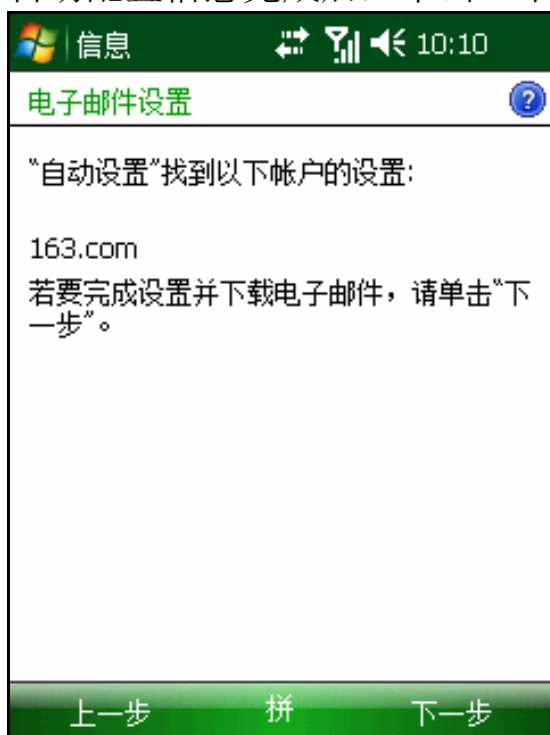 信息 10:10
电子邮件设置
“自动设置”找到以下帐户的设置:
163.com
若要完成设置并下载电子邮件，请单击“下
一步”。
上一步 拼 下一步